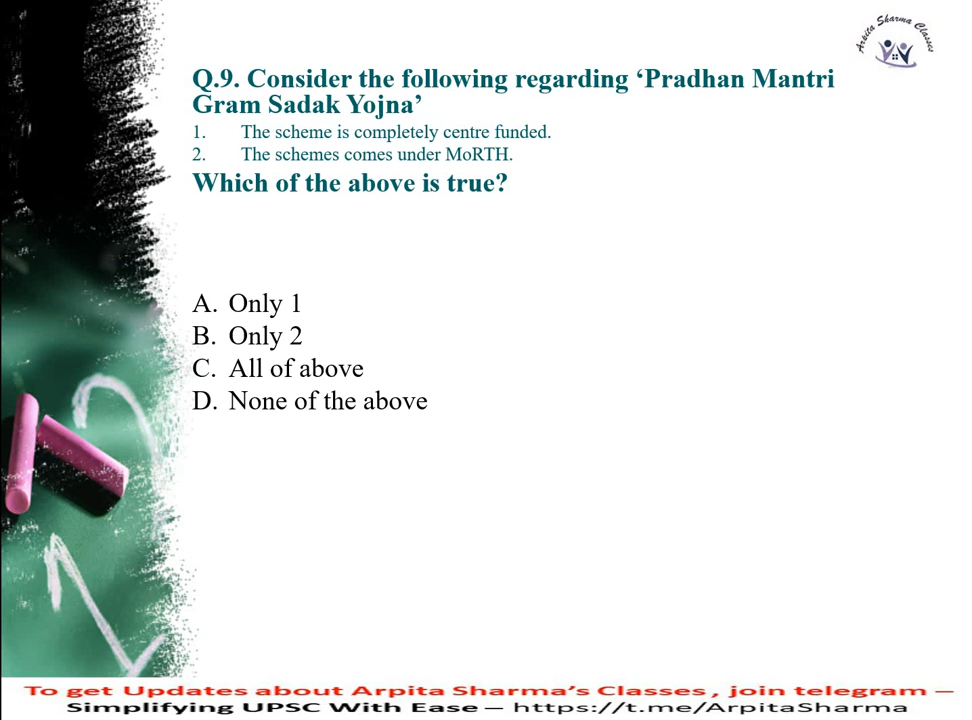 Arpita Sharma Classes
Q.9. Consider the following regarding ‘Pradhan Mantri
Gram Sadak Yojna’
1. The scheme is completely centre funded.
2. The schemes comes under MoRTH.
Which of the above is true?
A. Only 1
B. Only 2
C. All of above
D. None of the above
To get Updates about Arpita Sharma’s Classes , join telegram –
Simplifying UPSC With Ease – https://t.me/ArpitaSharma